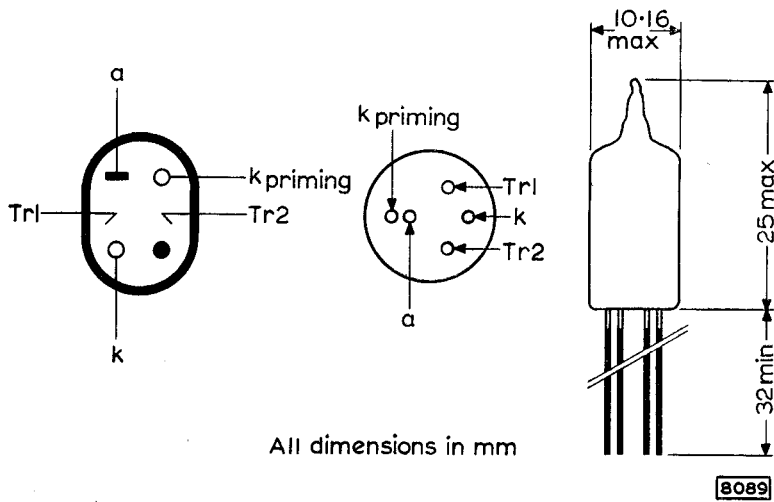 a
k priming
Tr1
Tr2
k
k priming
Tr1
k
Tr2
a
10·16
max
25 max
32 min
All dimensions in mm
8089